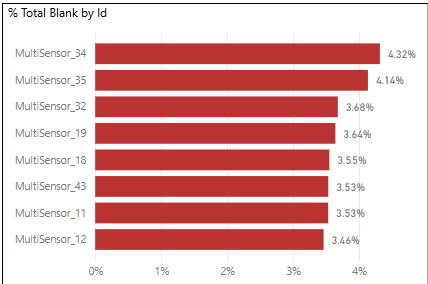 % Total Blank by Id
MultiSensor_34 4.32%
MultiSensor_35 4.14%
MultiSensor_32 3.68%
MultiSensor_19 3.64%
MultiSensor_18 3.55%
MultiSensor_43 3.53%
MultiSensor_11 3.53%
MultiSensor_12 3.46%
0% 1% 2% 3% 4%